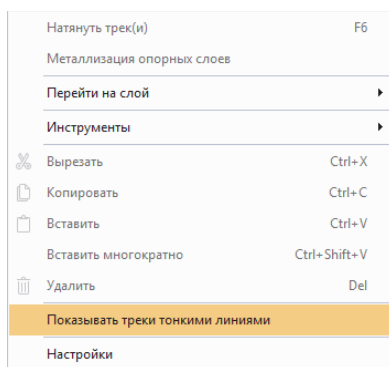 Натянуть трек(и) F6
Металлизация опорных слоев
Перейти на слой
Инструменты
Вырезать Ctrl+X
Копировать Ctrl+C
Вставить Ctrl+V
Вставить многократно Ctrl+Shift+V
Удалить Del
Показывать треки тонкими линиями
Настройки